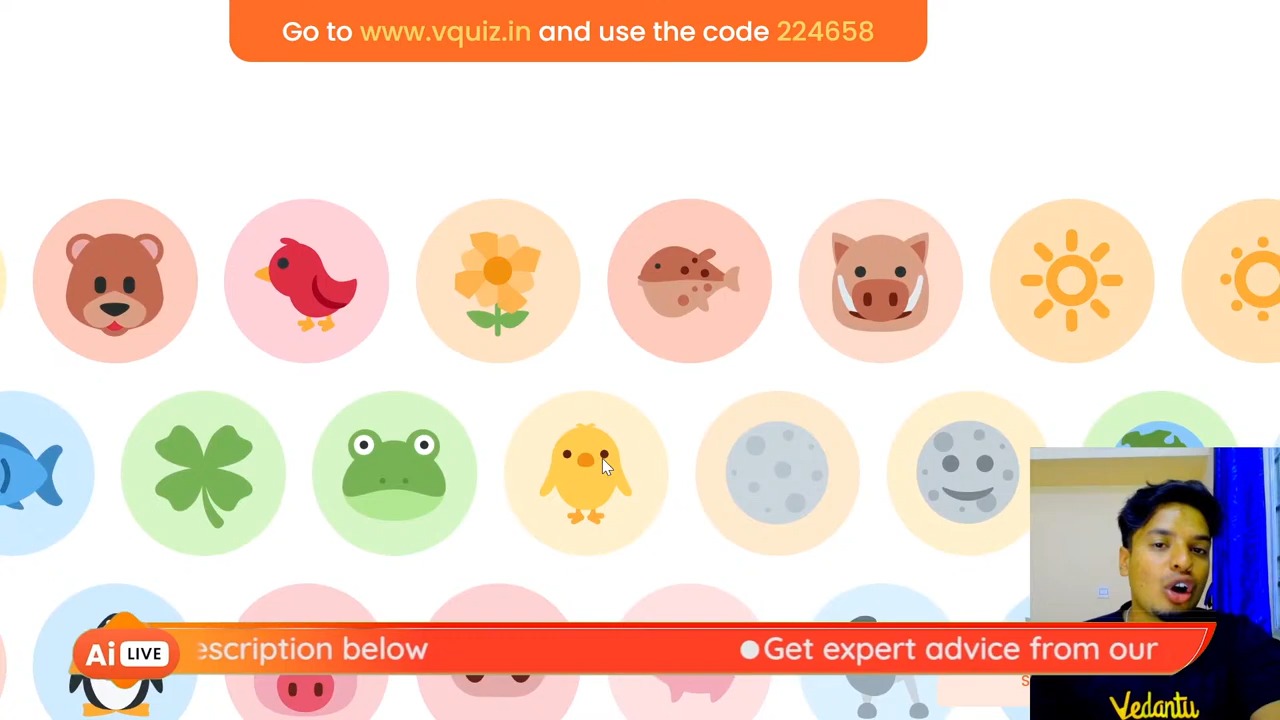 Go to www.vquiz.in and use the code 224658
Ai LIVE
escription below
●Get expert advice from our
Vedantu